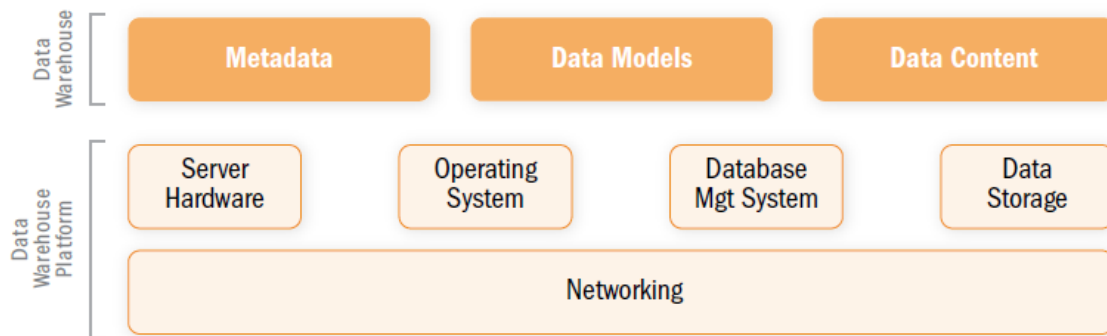 Data
Warehouse
Metadata
Data Models
Data Content
Data
Warehouse
Platform
Server
Hardware
Operating
System
Database
Mgt System
Data
Storage
Networking